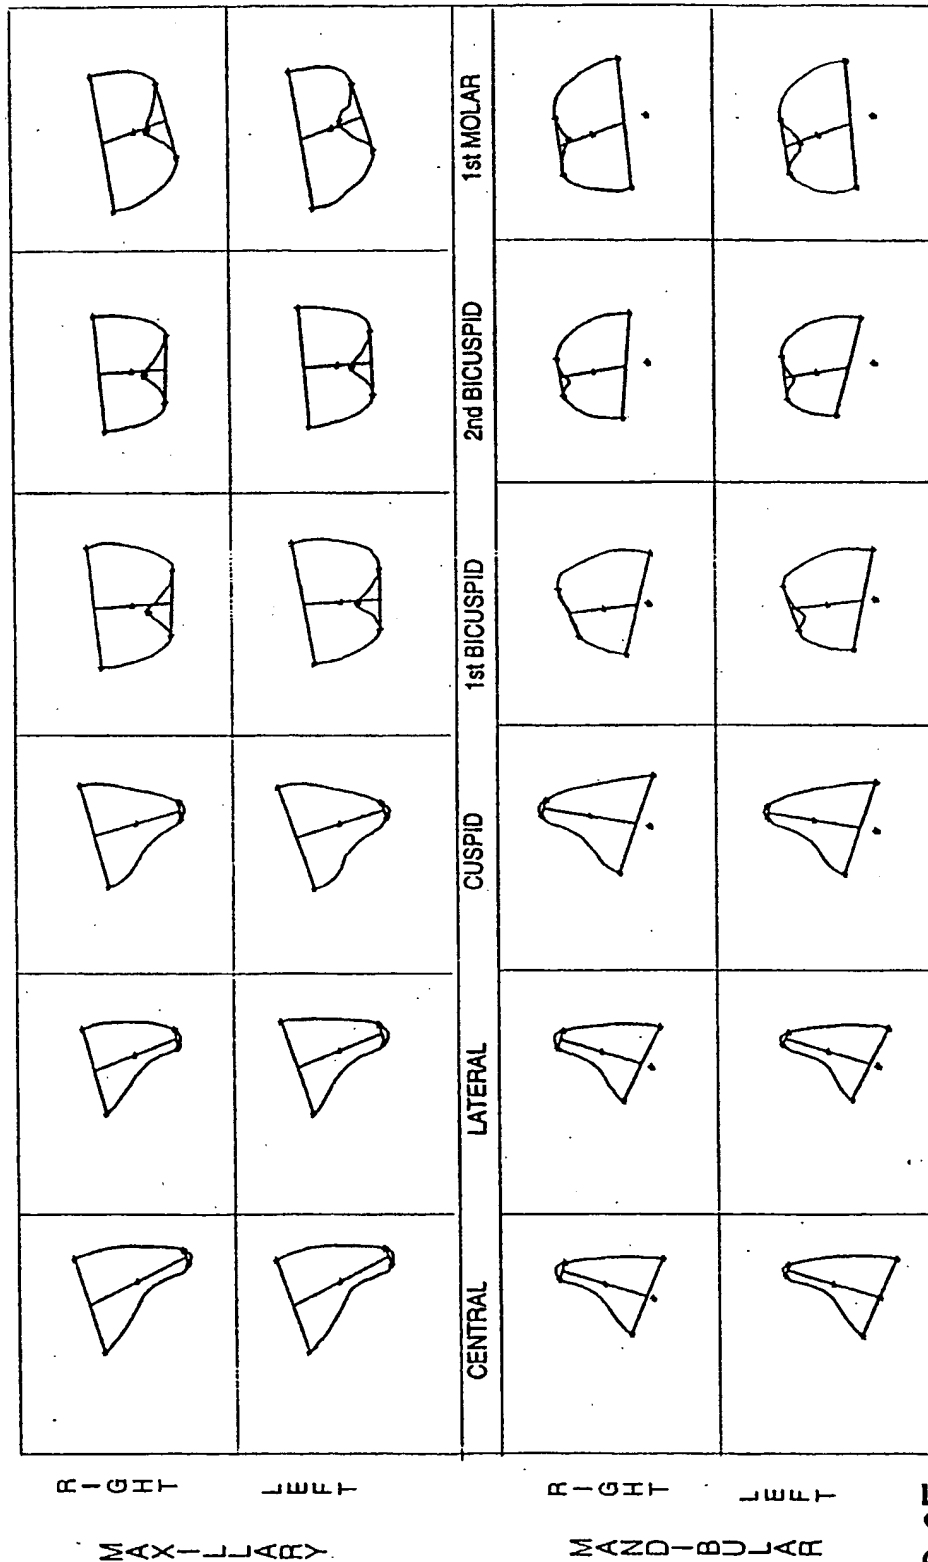 MAXILLARY
RIGHT
LEFT
CENTRAL LATERAL CUSPID 1st BICUSPID 2nd BICUSPID 1st MOLAR
MANDIBULAR
RIGHT
LEFT